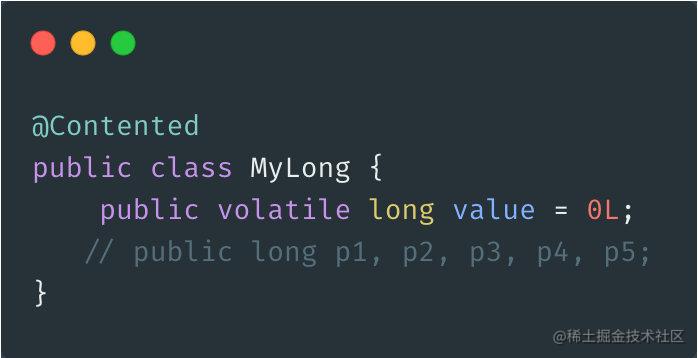 @Contented
public class MyLong {
    public volatile long value = 0L;
   // public long p1, p2, p3, p4, p5;
}
@稀土掘金技术社区